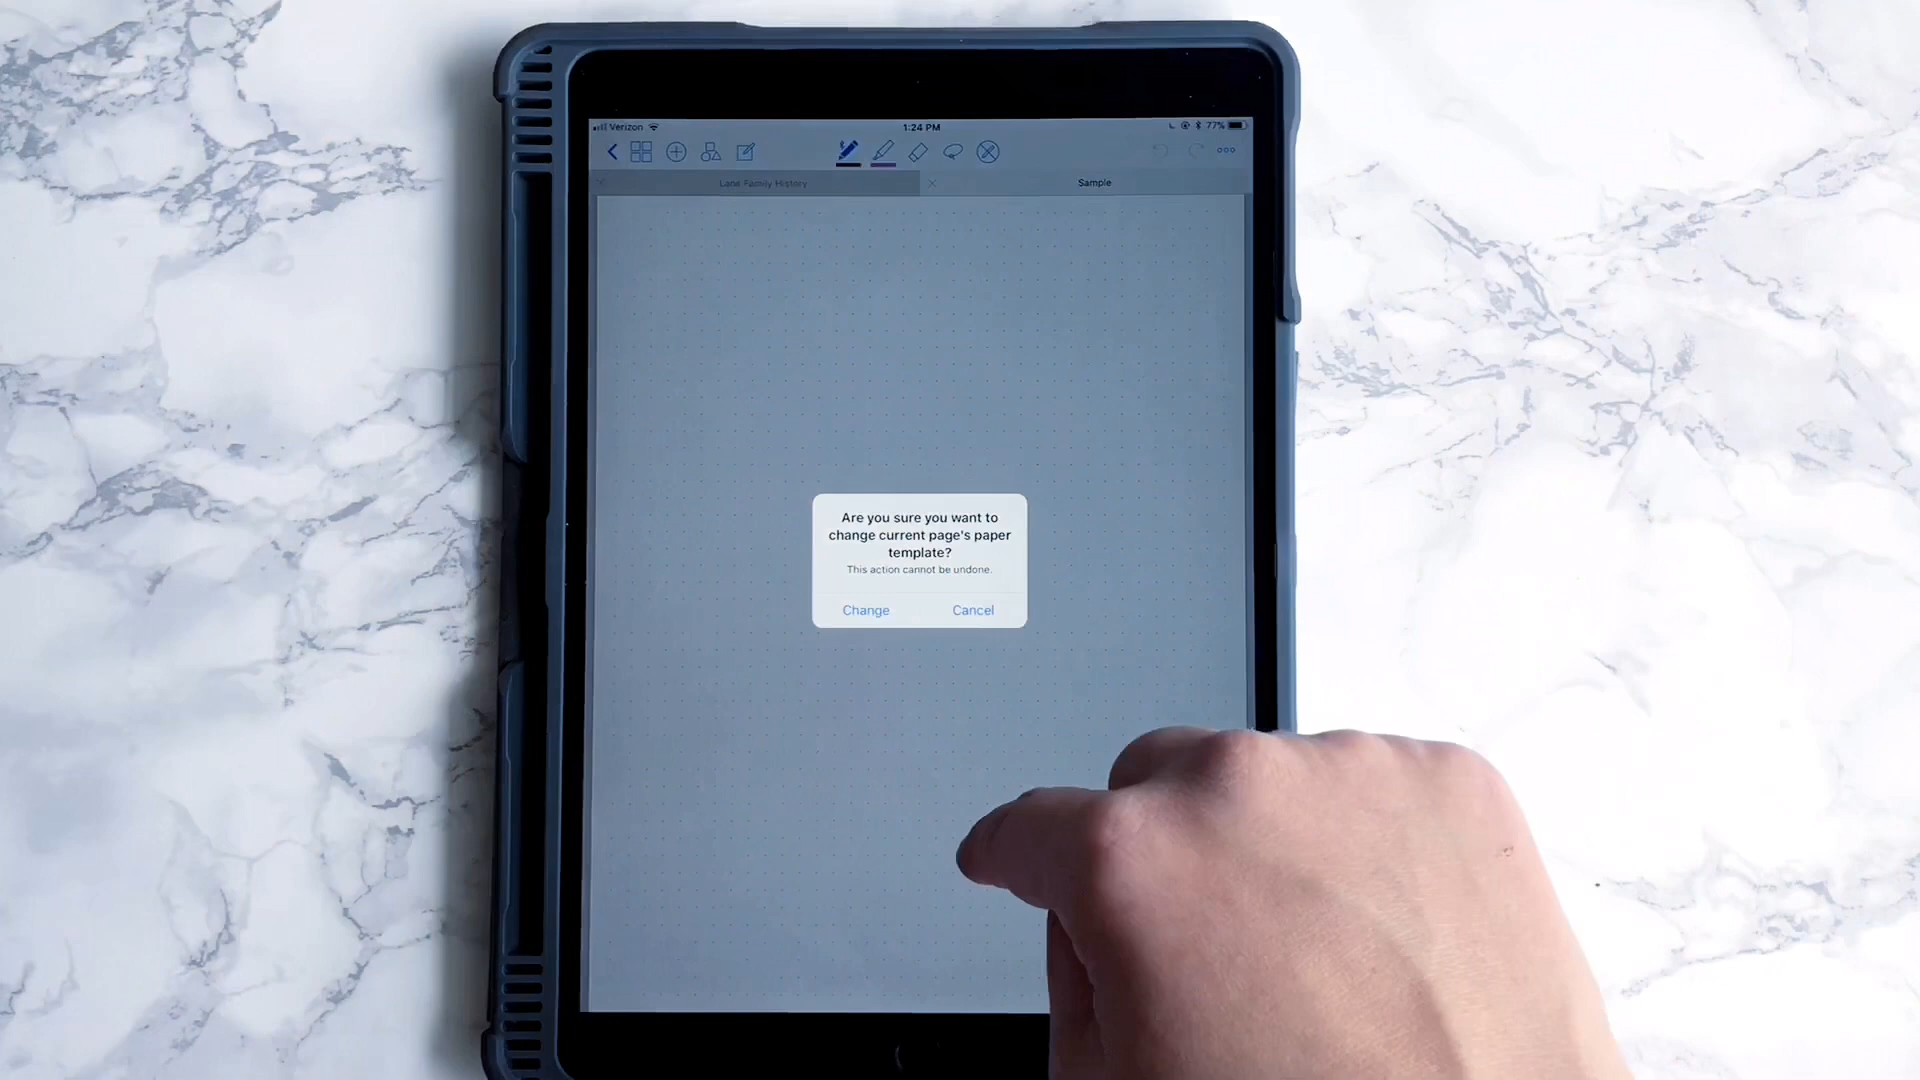 Verizon
1:24 PM
77%
Lane Family History
Sample
Are you sure you want to
change current page's paper
template?
This action cannot be undone.
Change Cancel